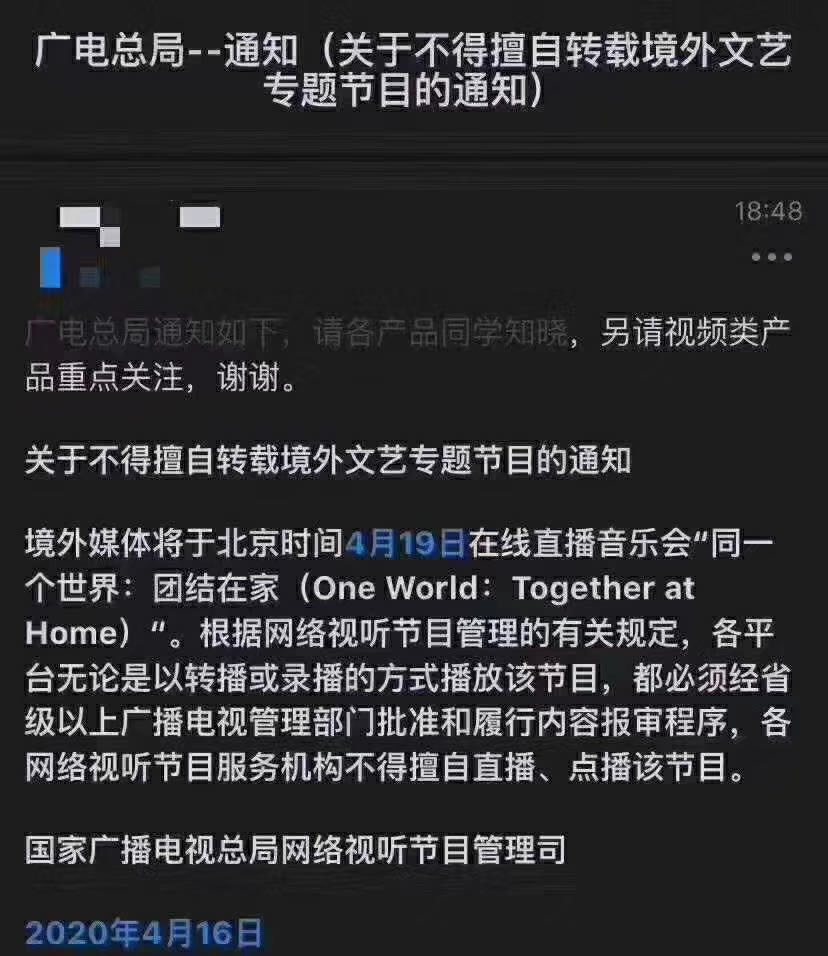 广电总局--通知（关于不得擅自转载境外文艺
专题节目的通知）
18:48
广电总局通知如下，请各产品同学知晓，另请视频类产
品重点关注，谢谢。
关于不得擅自转载境外文艺专题节目的通知
境外媒体将于北京时间4月19日在线直播音乐会“同一
个世界：团结在家（One World：Together at
Home）“。根据网络视听节目管理的有关规定，各平
台无论是以转播或录播的方式播放该节目，都必须经省
级以上广播电视管理部门批准和履行内容报审程序，各
网络视听节目服务机构不得擅自直播、点播该节目。
国家广播电视总局网络视听节目管理司
2020年4月16日